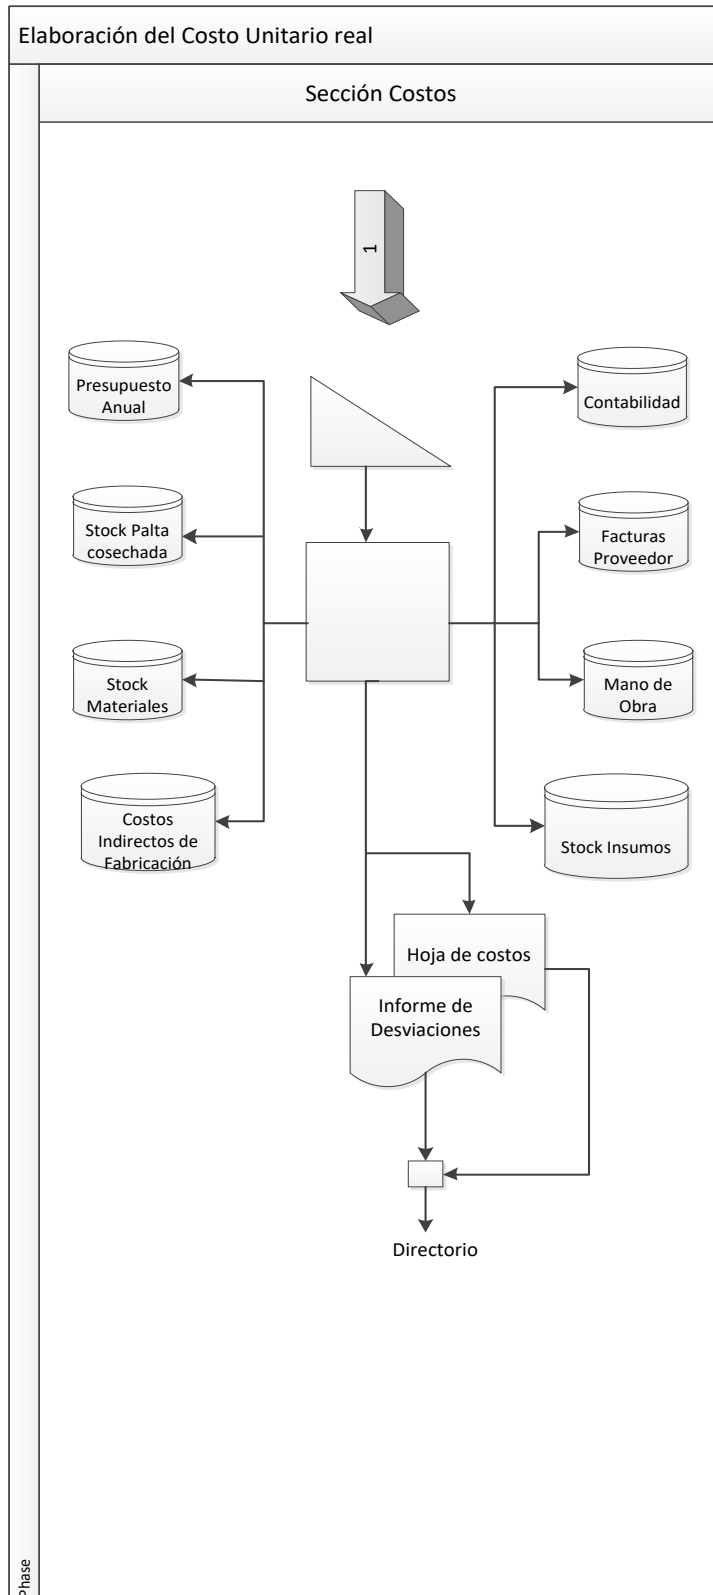 Elaboración del Costo Unitario real
Sección Costos
1
Presupuesto
Anual
Contabilidad
Stock Palta
cosechada
Facturas
Proveedor
Stock
Materiales
Mano de
Obra
Costos
Indirectos de
Fabricación
Stock Insumos
Hoja de costos
Informe de
Desviaciones
Directorio
Phase